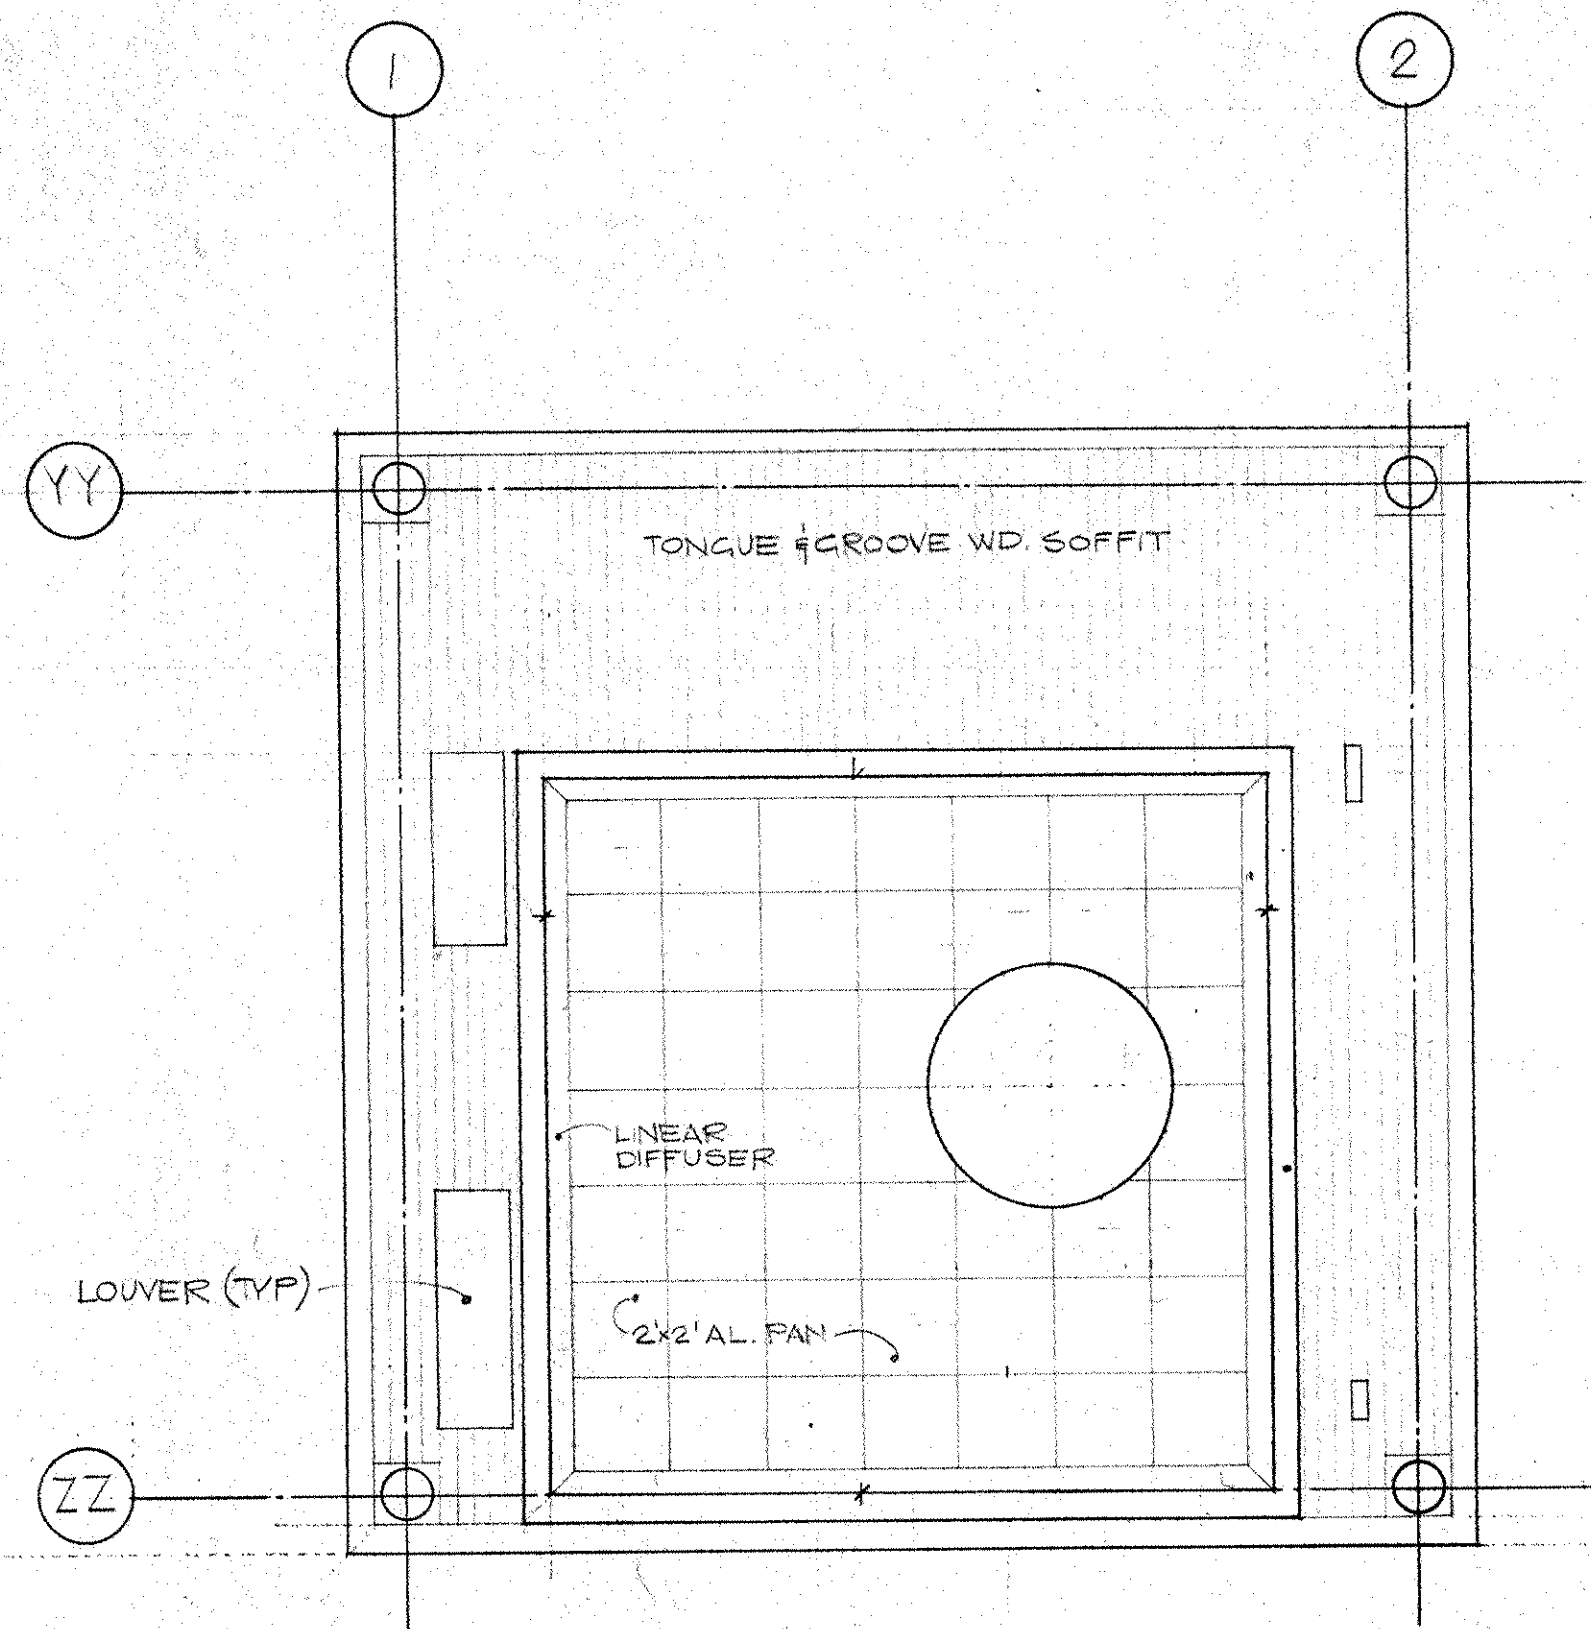 1
2
YY
TONGUE & GROOVE WD. SOFFIT
LINEAR
DIFFUSER
LOUVER (TYP)
2'x2' AL. PAN
ZZ